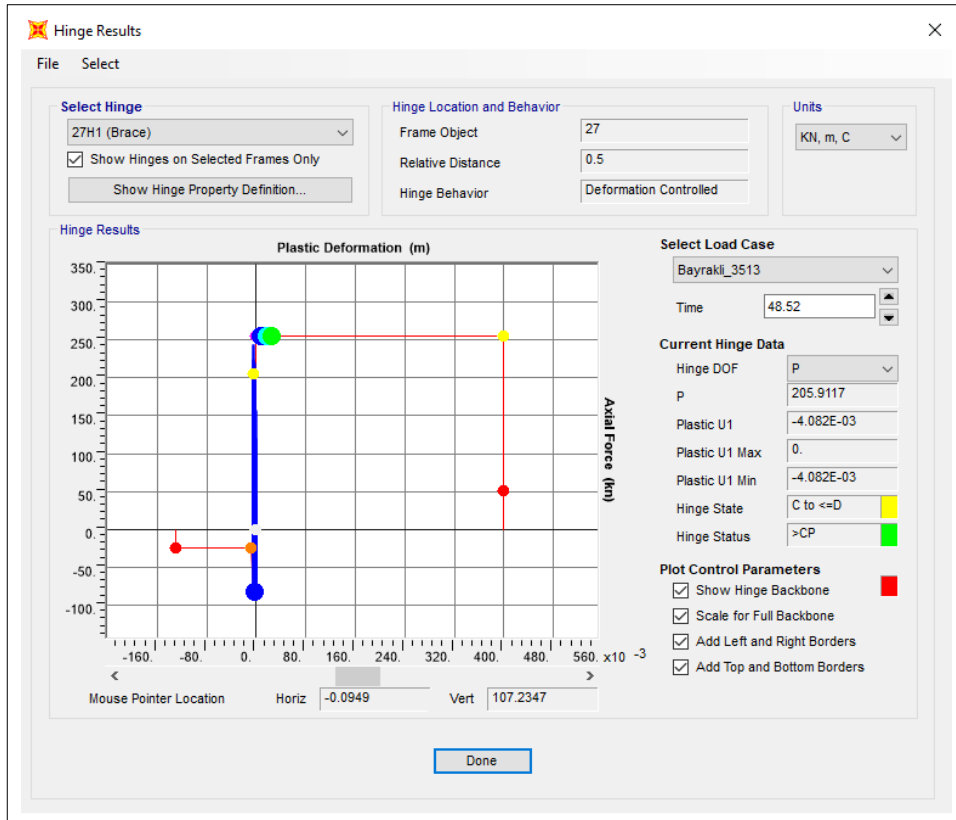 Hinge Results
File Select
Select Hinge
27H1 (Brace)
Show Hinges on Selected Frames Only
Show Hinge Property Definition...
Hinge Location and Behavior
Frame Object 27
Relative Distance 0.5
Hinge Behavior Deformation Controlled
Units
KN, m, C
Hinge Results
Plastic Deformation (m)
350.
300.
250.
200.
150.
100.
50.
0.
-50.
-100.
Axial Force (kn)
-160. -80. 0. 80. 160. 240. 320. 400. 480. 560. x10 -3
Mouse Pointer Location Horiz -0.0949 Vert 107.2347
Select Load Case
Bayrakli_3513
Time 48.52
Current Hinge Data
Hinge DOF P
P 205.9117
Plastic U1 -4.082E-03
Plastic U1 Max 0.
Plastic U1 Min -4.082E-03
Hinge State C to <=D
Hinge Status >CP
Plot Control Parameters
Show Hinge Backbone
Scale for Full Backbone
Add Left and Right Borders
Add Top and Bottom Borders
Done